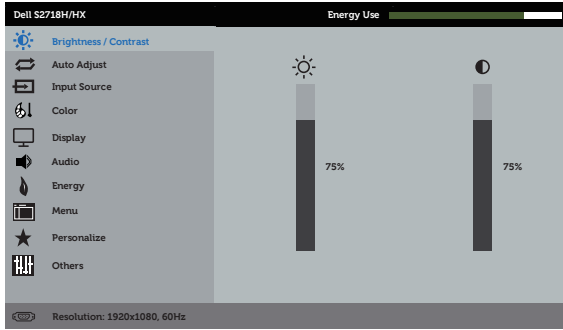 Dell S2718H/HX
Energy Use
Brightness / Contrast
Auto Adjust
Input Source
Color
Display
Audio
Energy
Menu
Personalize
Others
75%
75%
Resolution: 1920x1080, 60Hz